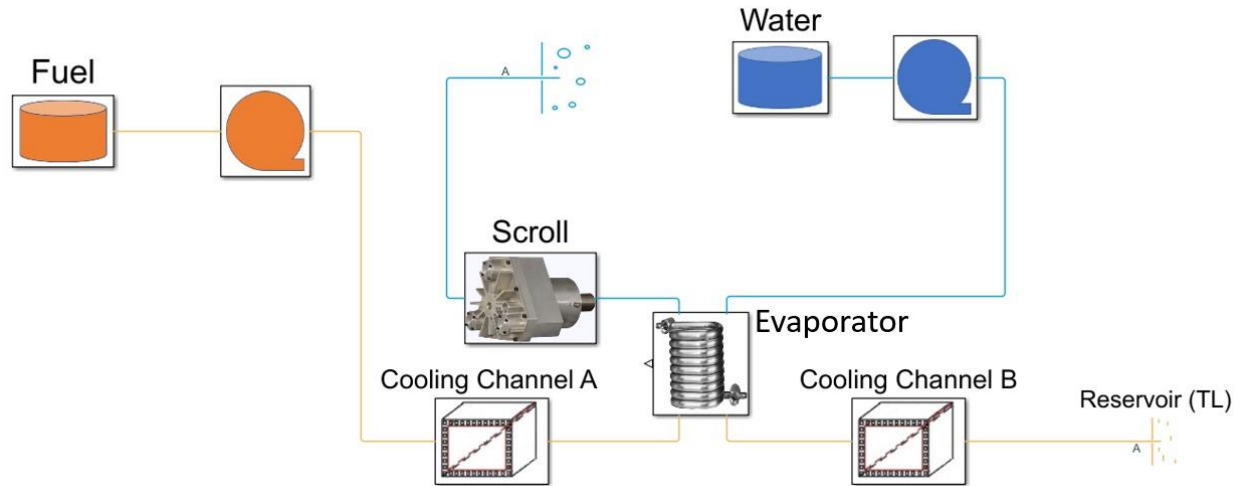 Water
Fuel
A
Scroll
Evaporator
Cooling Channel A
Cooling Channel B
Reservoir (TL)
A